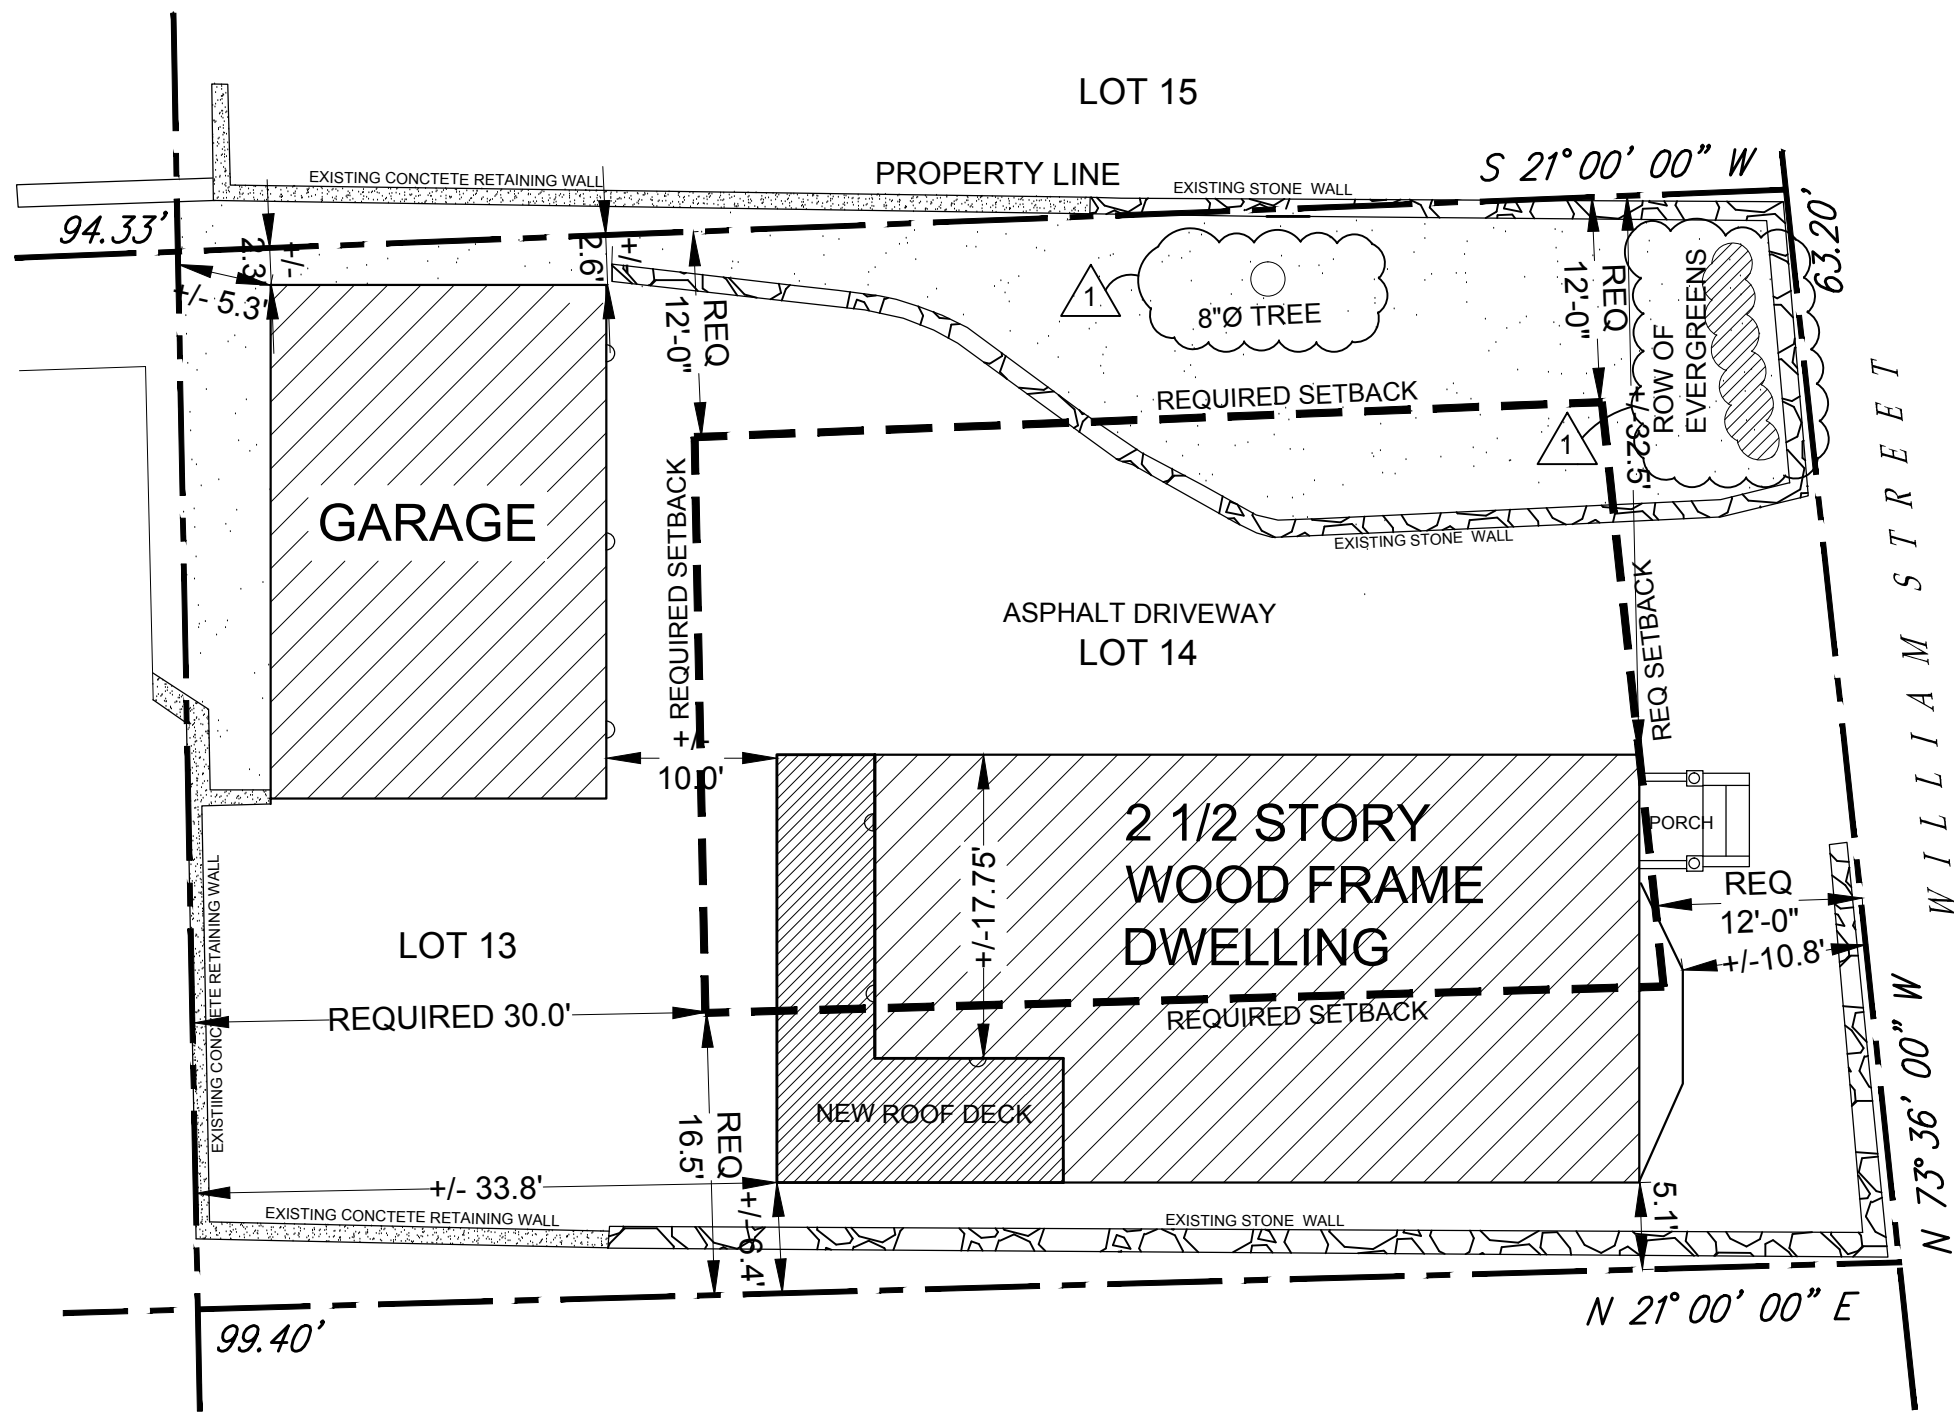 LOT 15
PROPERTY LINE
S 21° 00' 00" W
EXISTING CONCTETE RETAINING WALL
EXISTING STONE WALL
94.33'
63.20'
+/-
2.3'
+/-
2.6'
+/- 5.3'
REQ
12'-0"
1
8"Ø TREE
REQ
12'-0"
ROW OF
EVERGREENS
REQUIRED SETBACK
1
+/-32.5'
GARAGE
REQUIRED SETBACK
EXISTING STONE WALL
ASPHALT DRIVEWAY
LOT 14
REQ SETBACK
WILLIAM STREET
+/-
10.0'
2 1/2 STORY
WOOD FRAME
DWELLING
+/-17.75'
PORCH
REQ
12'-0"
+/-10.8'
LOT 13
REQUIRED 30.0'
REQUIRED SETBACK
EXISTIING CONCRETE RETAINING WALL
NEW ROOF DECK
REQ
16.5'
+/- 33.8'
+/-6.4'
5.1'
EXISTING CONCTETE RETAINING WALL
EXISTING STONE WALL
N 73° 36' 00" W
N 21° 00' 00" E
99.40'